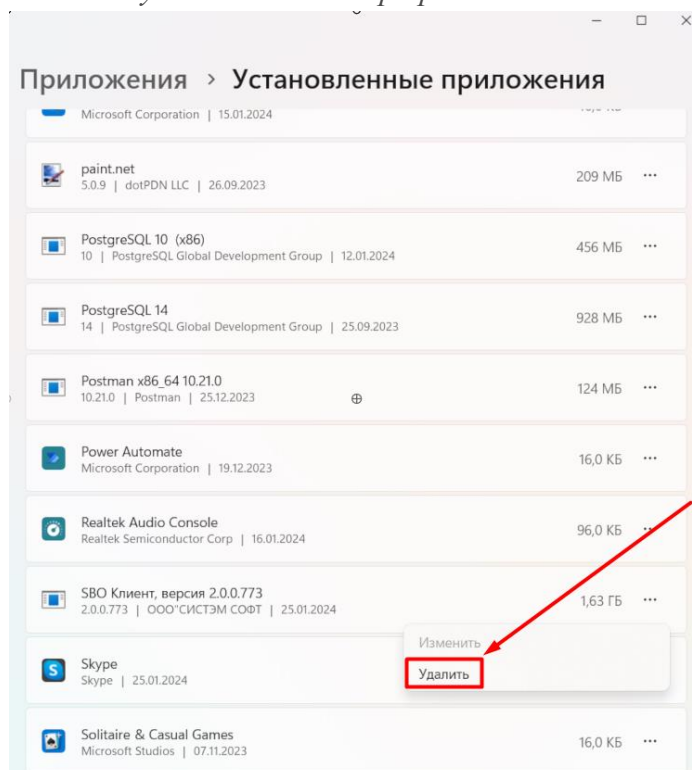 Приложения > Установленные приложения
Microsoft Corporation | 15.01.2024
paint.net
5.0.9 | dotPDN LLC | 26.09.2023
209 МБ
PostgreSQL 10 (x86)
10 | PostgreSQL Global Development Group | 12.01.2024
456 МБ
PostgreSQL 14
14 | PostgreSQL Global Development Group | 25.09.2023
928 МБ
Postman x86_64 10.21.0
10.21.0 | Postman | 25.12.2023
124 МБ
Power Automate
Microsoft Corporation | 19.12.2023
16,0 КБ
Realtek Audio Console
Realtek Semiconductor Corp | 16.01.2024
96,0 КБ
SBO Клиент, версия 2.0.0.773
2.0.0.773 | ООО"СИСТЭМ СОФТ | 25.01.2024
1,63 ГБ
Изменить
Удалить
Skype
Skype | 25.01.2024
Solitaire & Casual Games
Microsoft Studios | 07.11.2023
16,0 КБ